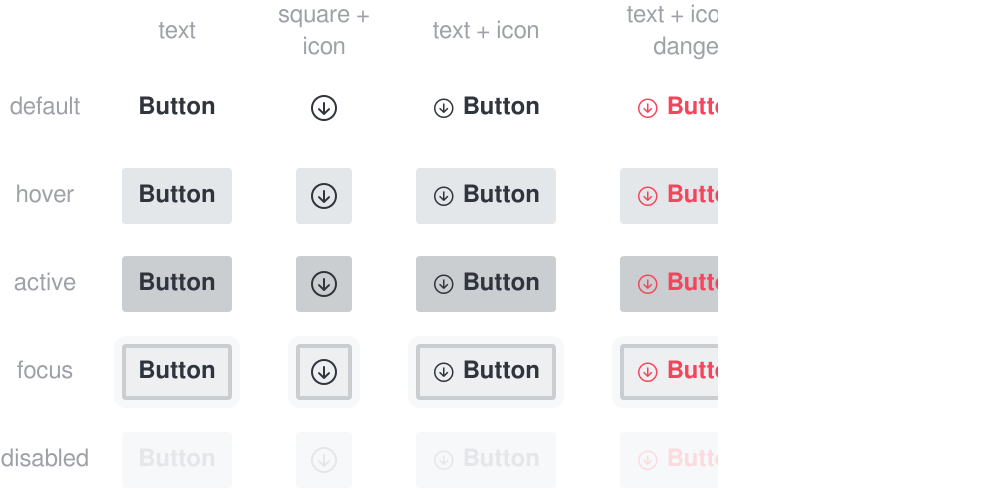 text
square +
icon
text + icon
text + ico
dange
default
Button
Button
Butt
hover
Button
Button
Butt
active
Button
Button
Butt
focus
Button
Button
Butt
disabled
Button
Button
Butt